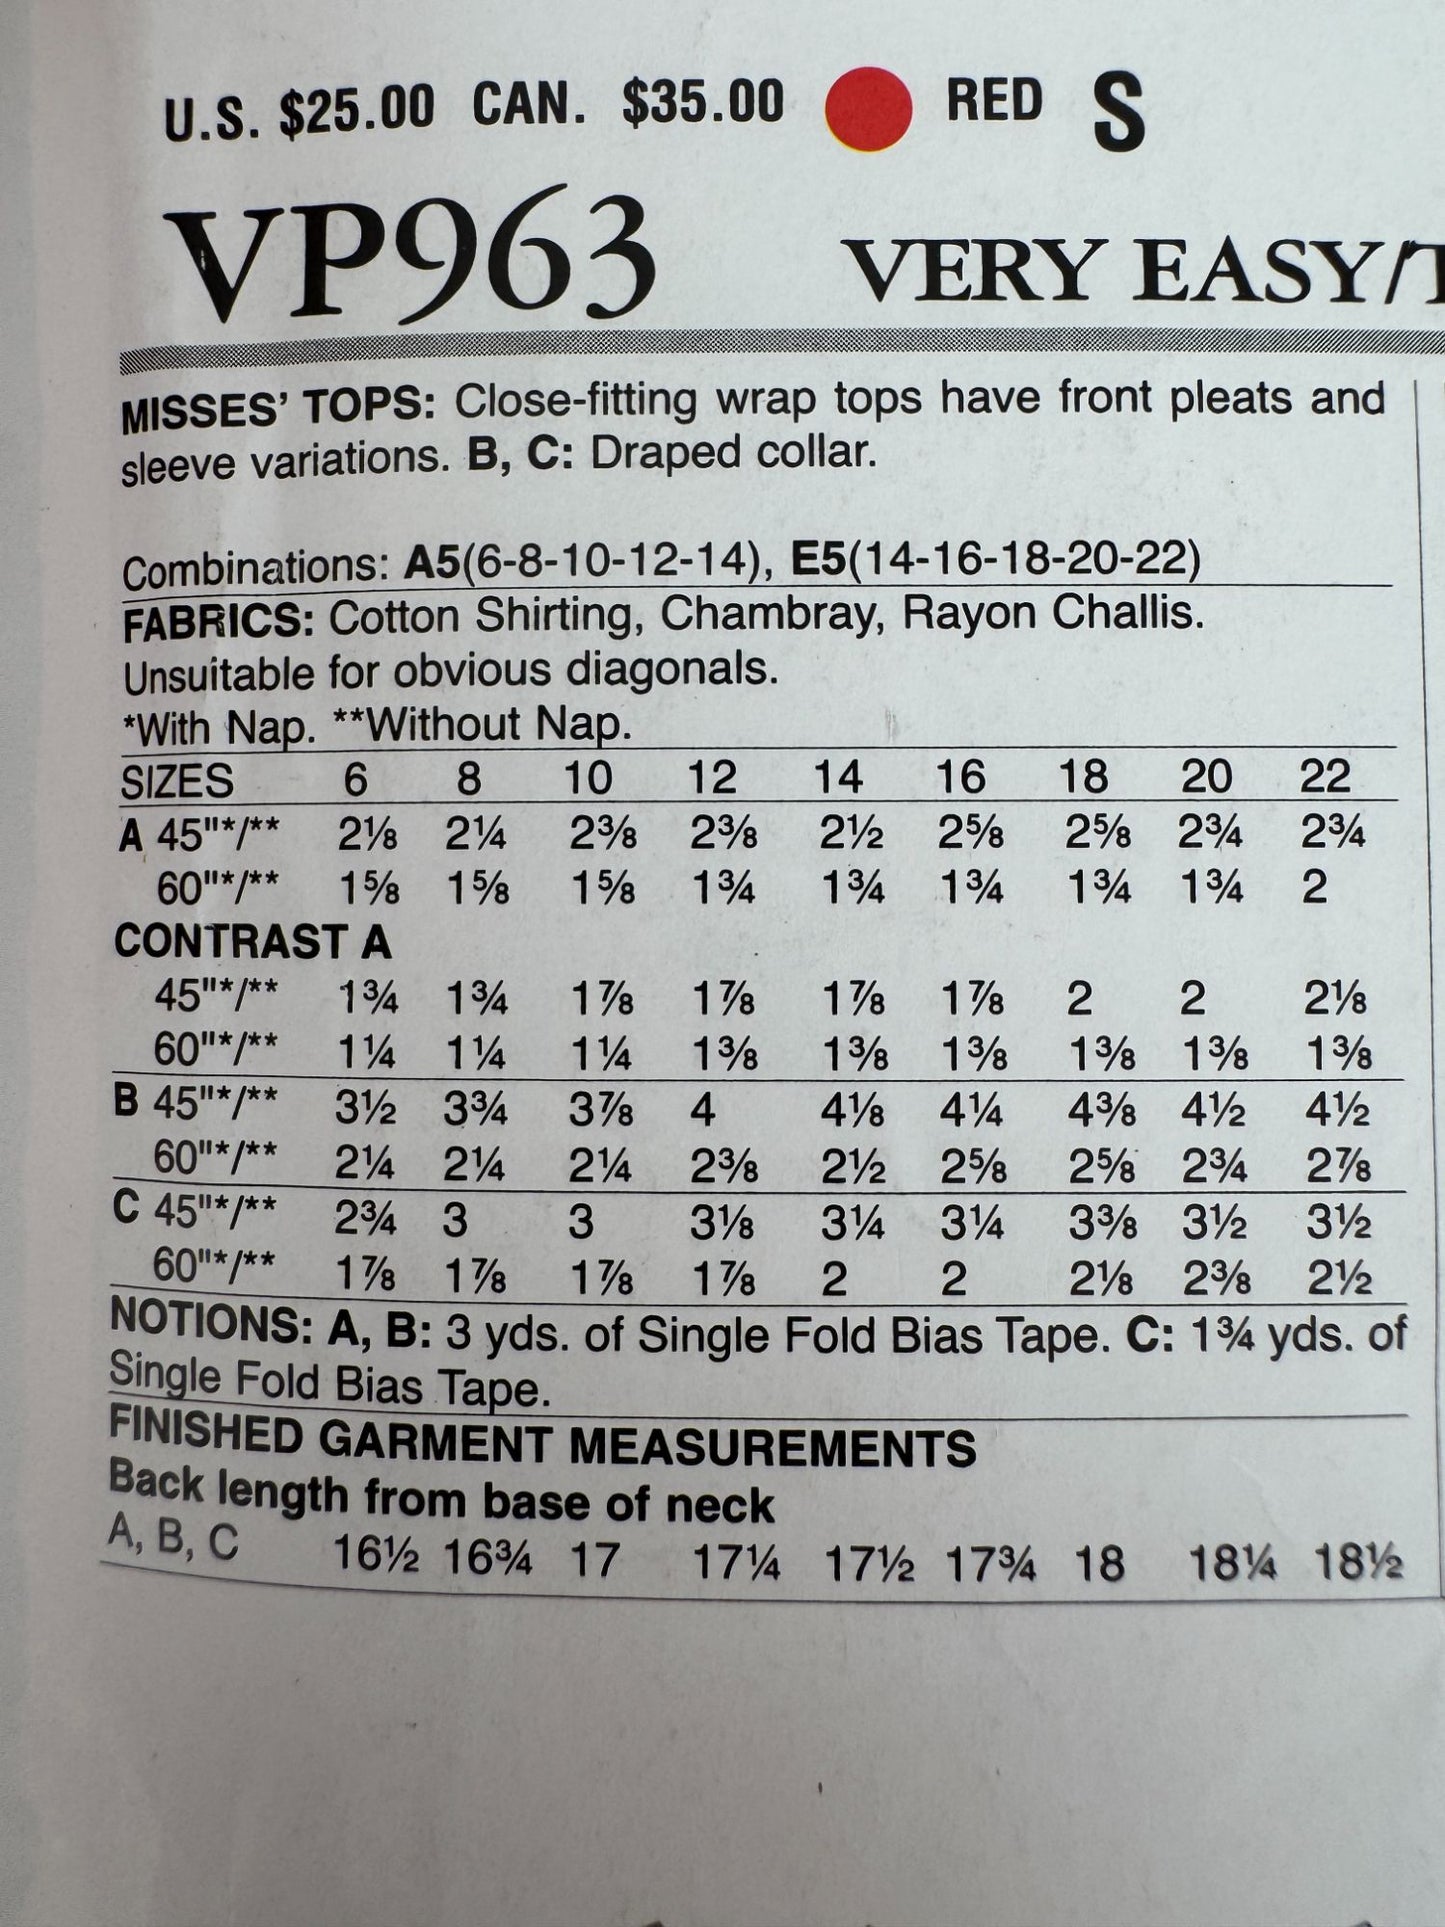 U.S. $25.00 CAN. $35.00 RED S
VP963 VERY EASY/
MISSES' TOPS: Close-fitting wrap tops have front pleats and
sleeve variations. B, C: Draped collar.
Combinations: A5(6-8-10-12-14), E5(14-16-18-20-22)
FABRICS: Cotton Shirting, Chambray, Rayon Challis.
Unsuitable for obvious diagonals.
*With Nap. **Without Nap.
SIZES 6 8 10 12 14 16 18 20 22
A 45"*/** 2⅛ 2¼ 2⅜ 2⅜ 2½ 2⅝ 2⅝ 2¾ 2¾
60"*/** 1⅝ 1⅝ 1⅝ 1¾ 1¾ 1¾ 1¾ 1¾ 2
CONTRAST A
45"*/** 1¾ 1¾ 1⅞ 1⅞ 1⅞ 1⅞ 2 2 2⅛
60"*/** 1¼ 1¼ 1¼ 1⅜ 1⅜ 1⅜ 1⅜ 1⅜ 1⅜
B 45"*/** 3½ 3¾ 3⅞ 4 4⅛ 4¼ 4⅜ 4½ 4½
60"*/** 2¼ 2¼ 2¼ 2⅜ 2½ 2⅝ 2⅝ 2¾ 2⅞
C 45"*/** 2¾ 3 3 3⅛ 3¼ 3¼ 3⅜ 3½ 3½
60"*/** 1⅞ 1⅞ 1⅞ 1⅞ 2 2 2⅛ 2⅜ 2½
NOTIONS: A, B: 3 yds. of Single Fold Bias Tape. C: 1¾ yds. of
Single Fold Bias Tape.
FINISHED GARMENT MEASUREMENTS
Back length from base of neck
A, B, C 16½ 16¾ 17 17¼ 17½ 17¾ 18 18¼ 18½